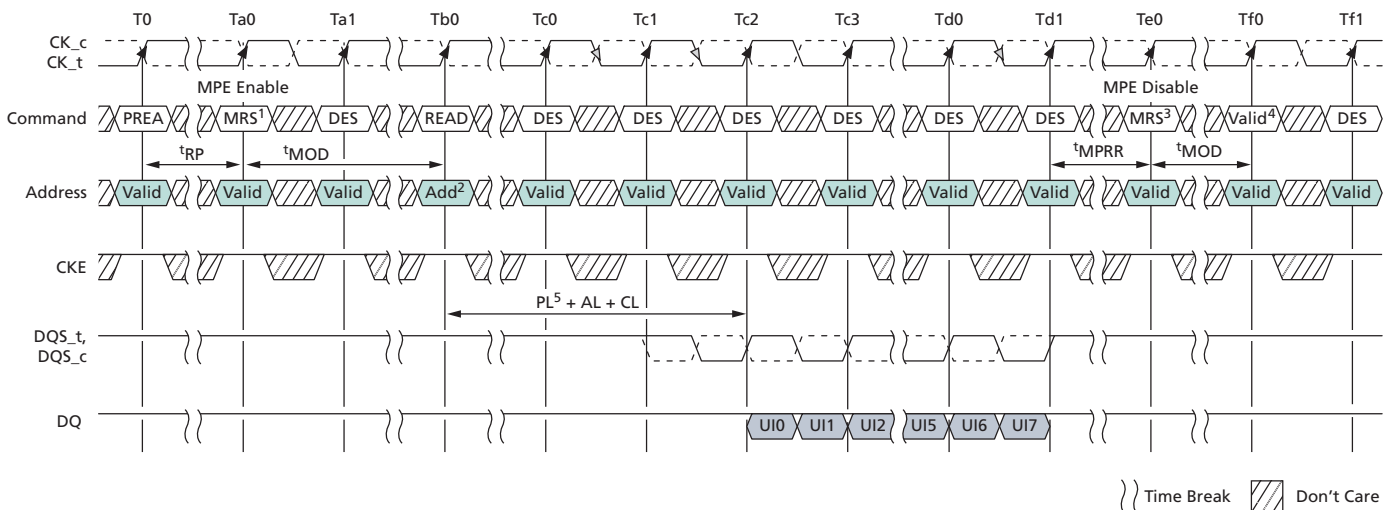 T0 Ta0 Ta1 Tb0 Tc0 Tc1 Tc2 Tc3 Td0 Td1 Te0 Tf0 Tf1
CK_c
CK_t
MPE Enable MPE Disable
Command PREA MRS¹ DES READ DES DES DES DES DES DES MRS³ Valid⁴ DES
tRP tMOD tMPRR tMOD
Address Valid Valid Valid Add² Valid Valid Valid Valid Valid Valid Valid Valid Valid
CKE
PL⁵ + AL + CL
DQS_t,
DQS_c
DQ UI0 UI1 UI2 UI5 UI6 UI7
Time Break Don't Care